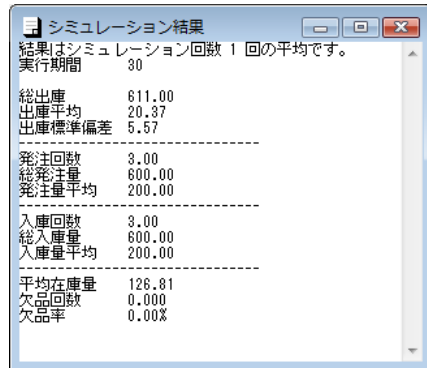 シミュレーション結果
結果はシミュレーション回数 1 回の平均です。
実行期間 30
総出庫 611.00
出庫平均 20.37
出庫標準偏差 5.57
--------------------------------
発注回数 3.00
総発注量 600.00
発注量平均 200.00
--------------------------------
入庫回数 3.00
総入庫量 600.00
入庫量平均 200.00
--------------------------------
平均在庫量 126.81
欠品回数 0.000
欠品率 0.00%